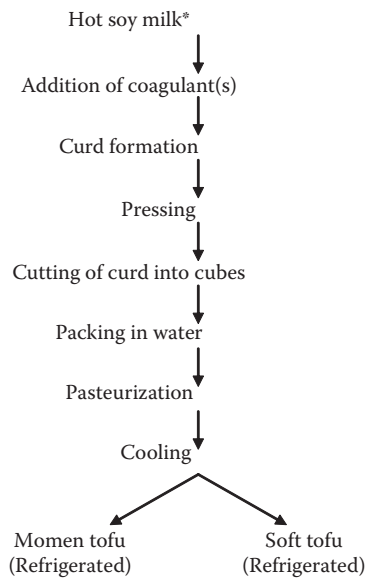 Hot soy milk*
Addition of coagulant(s)
Curd formation
Pressing
Cutting of curd into cubes
Packing in water
Pasteurization
Cooling
Momen tofu
(Refrigerated)
Soft tofu
(Refrigerated)